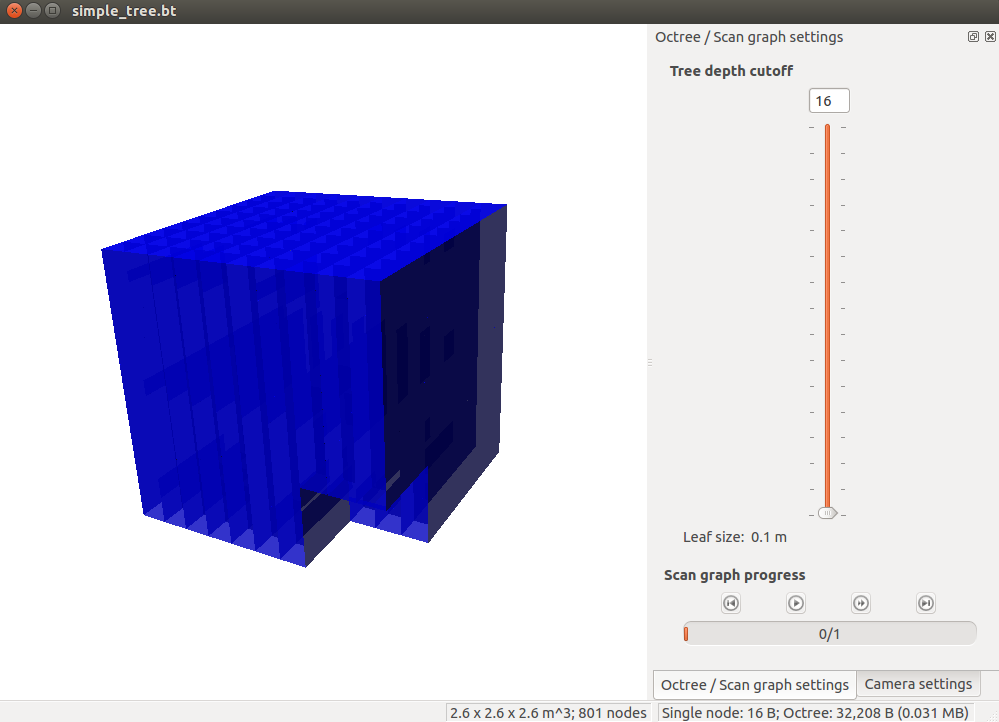 simple_tree.bt
Octree / Scan graph settings
Tree depth cutoff
16
Leaf size: 0.1 m
Scan graph progress
0/1
Octree / Scan graph settings
Camera settings
2.6 x 2.6 x 2.6 m^3; 801 nodes
Single node: 16 B; Octree: 32,208 B (0.031 MB)